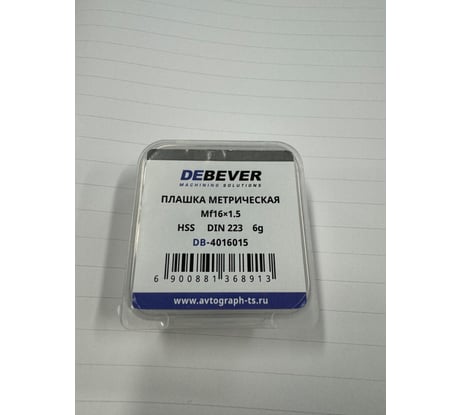 DEBEVER
MACHINING SOLUTIONS
ПЛАШКА МЕТРИЧЕСКАЯ
Mf16×1.5
HSS DIN 223 6g
DB-4016015
6 900881 368913
www.avtograph-ts.ru